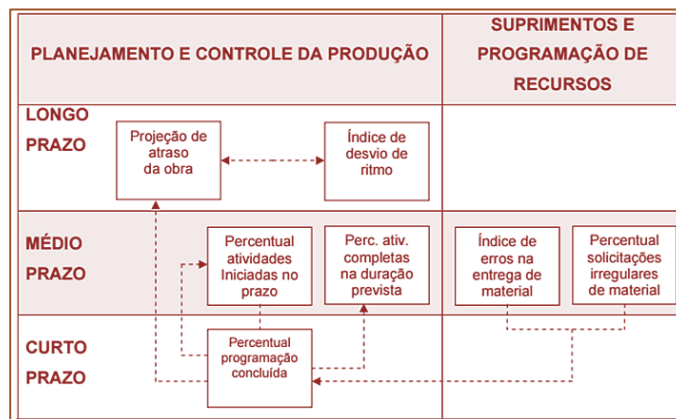 PLANEJAMENTO E CONTROLE DA PRODUÇÃO
SUPRIMENTOS E
PROGRAMAÇÃO DE
RECURSOS
LONGO
PRAZO
Projeção de
atraso
da obra
Índice de
desvio de
ritmo
MÉDIO
PRAZO
Percentual
atividades
Iniciadas no
prazo
Perc. ativ.
completas
na duração
prevista
Índice de
erros na
entrega de
material
Percentual
solicitações
irregulares
de material
CURTO
PRAZO
Percentual
programação
concluída